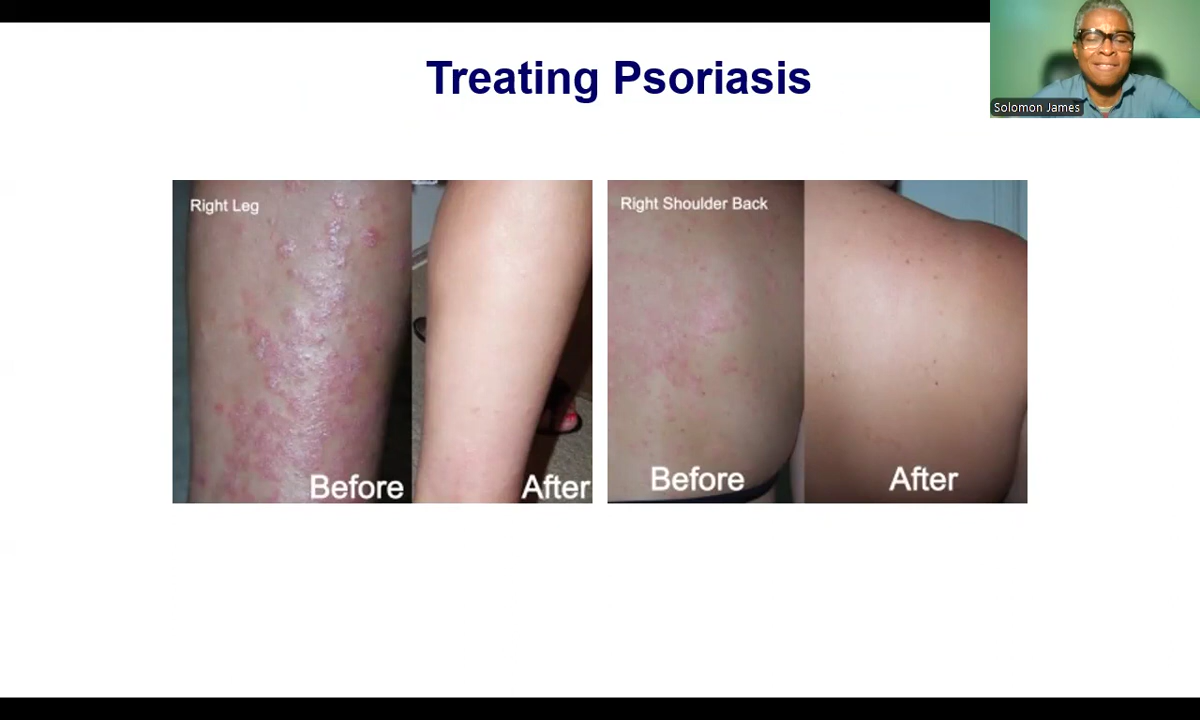 Treating Psoriasis
Solomon James
Right Leg
Before
After
Right Shoulder Back
Before
After